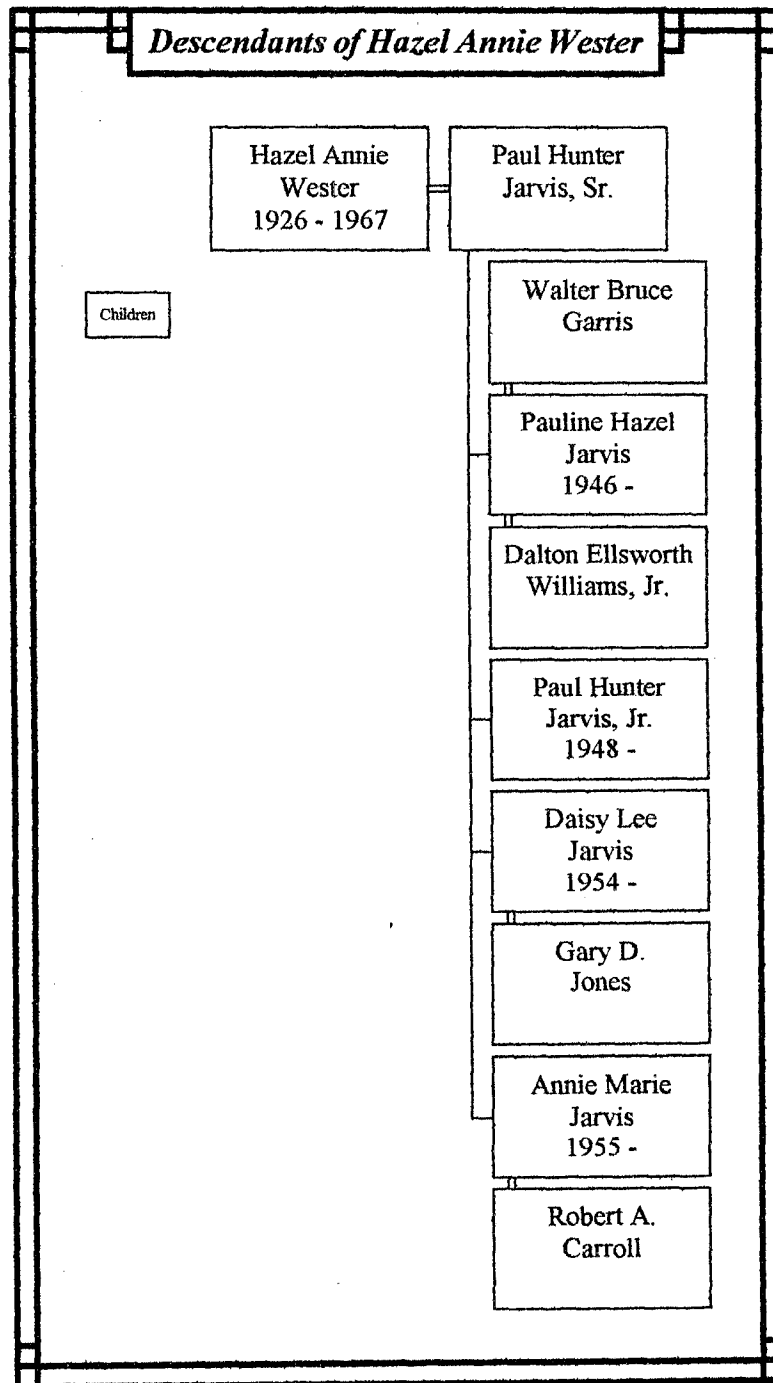 Descendants of Hazel Annie Wester
Hazel Annie
Wester
1926 - 1967
Paul Hunter
Jarvis, Sr.
Children
Walter Bruce
Garris
Pauline Hazel
Jarvis
1946 -
Dalton Ellsworth
Williams, Jr.
Paul Hunter
Jarvis, Jr.
1948 -
Daisy Lee
Jarvis
1954 -
Gary D.
Jones
Annie Marie
Jarvis
1955 -
Robert A.
Carroll